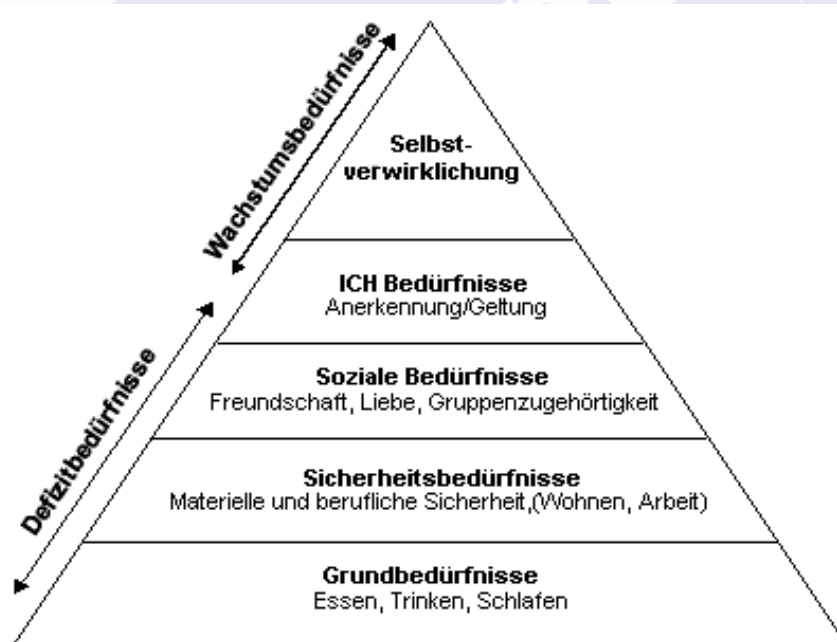 Wachstumsbedürfnisse
Selbst-
verwirklichung
ICH Bedürfnisse
Anerkennung/Geltung
Defizitbedürfnisse
Soziale Bedürfnisse
Freundschaft, Liebe, Gruppenzugehörtigkeit
Sicherheitsbedürfnisse
Materielle und berufliche Sicherheit,(Wohnen, Arbeit)
Grundbedürfnisse
Essen, Trinken, Schlafen